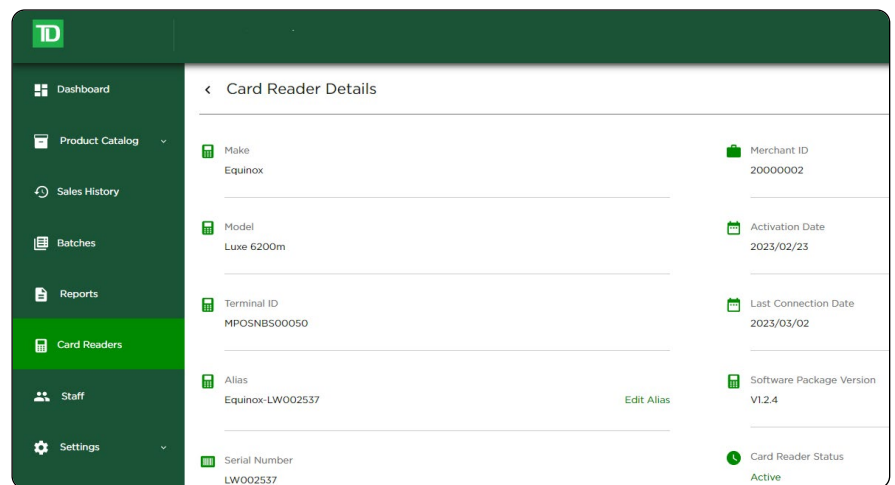 TD
Dashboard
Product Catalog
Sales History
Batches
Reports
Card Readers
Staff
Settings
Card Reader Details
Make
Equinox
Model
Luxe 6200m
Terminal ID
MPOSNBS00050
Alias
Equinox-LW002537
Edit Alias
Serial Number
LW002537
Merchant ID
20000002
Activation Date
2023/02/23
Last Connection Date
2023/03/02
Software Package Version
V1.2.4
Card Reader Status
Active